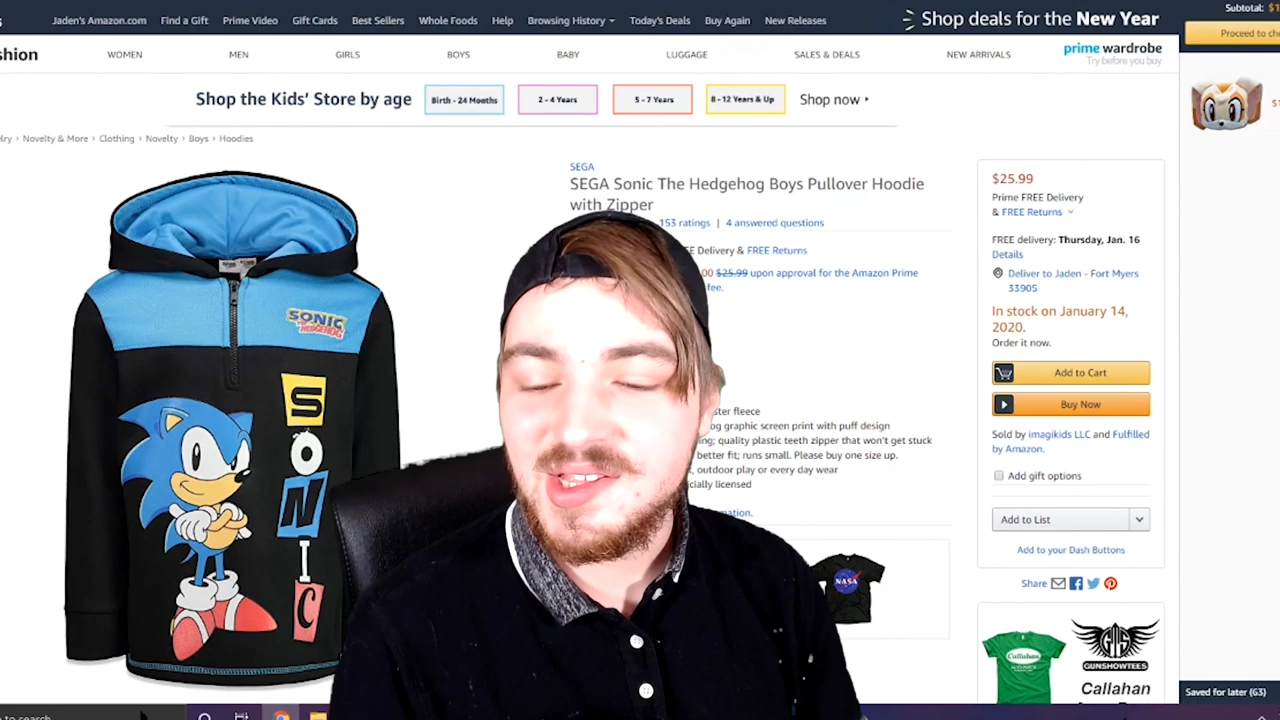 Jaden's Amazon.com Find a Gift Prime Video Gift Cards Best Sellers Whole Foods Help Browsing History Today's Deals Buy Again New Releases
Shop deals for the New Year
Subtotal:
Proceed to
WOMEN MEN GIRLS BOYS BABY LUGGAGE SALES & DEALS NEW ARRIVALS
prime wardrobe
Try before you buy
Shop the Kids' Store by age
Birth - 24 Months
2 - 4 Years
5 - 7 Years
8 - 12 Years & Up
Shop now
› Novelty & More › Clothing › Novelty › Boys › Hoodies
SEGA
SEGA Sonic The Hedgehog Boys Pullover Hoodie
with Zipper
153 ratings | 4 answered questions
Delivery & FREE Returns
$25.99 upon approval for the Amazon Prime
fleece
graphic screen print with puff design
quality plastic teeth zipper that won't get stuck
better fit; runs small. Please buy one size up.
outdoor play or every day wear
licensed
SONIC
THE HEDGEHOG
SONIC
NASA
$25.99
Prime FREE Delivery
& FREE Returns
FREE delivery: Thursday, Jan. 16
Details
Deliver to Jaden - Fort Myers
33905
In stock on January 14,
2020.
Order it now.
Add to Cart
Buy Now
Sold by imagikids LLC and Fulfilled
by Amazon.
Add gift options
Add to List
Add to your Dash Buttons
Share
Callahan
GTS
GUNSHOWTEES
Callahan
Saved for later (63)
to search